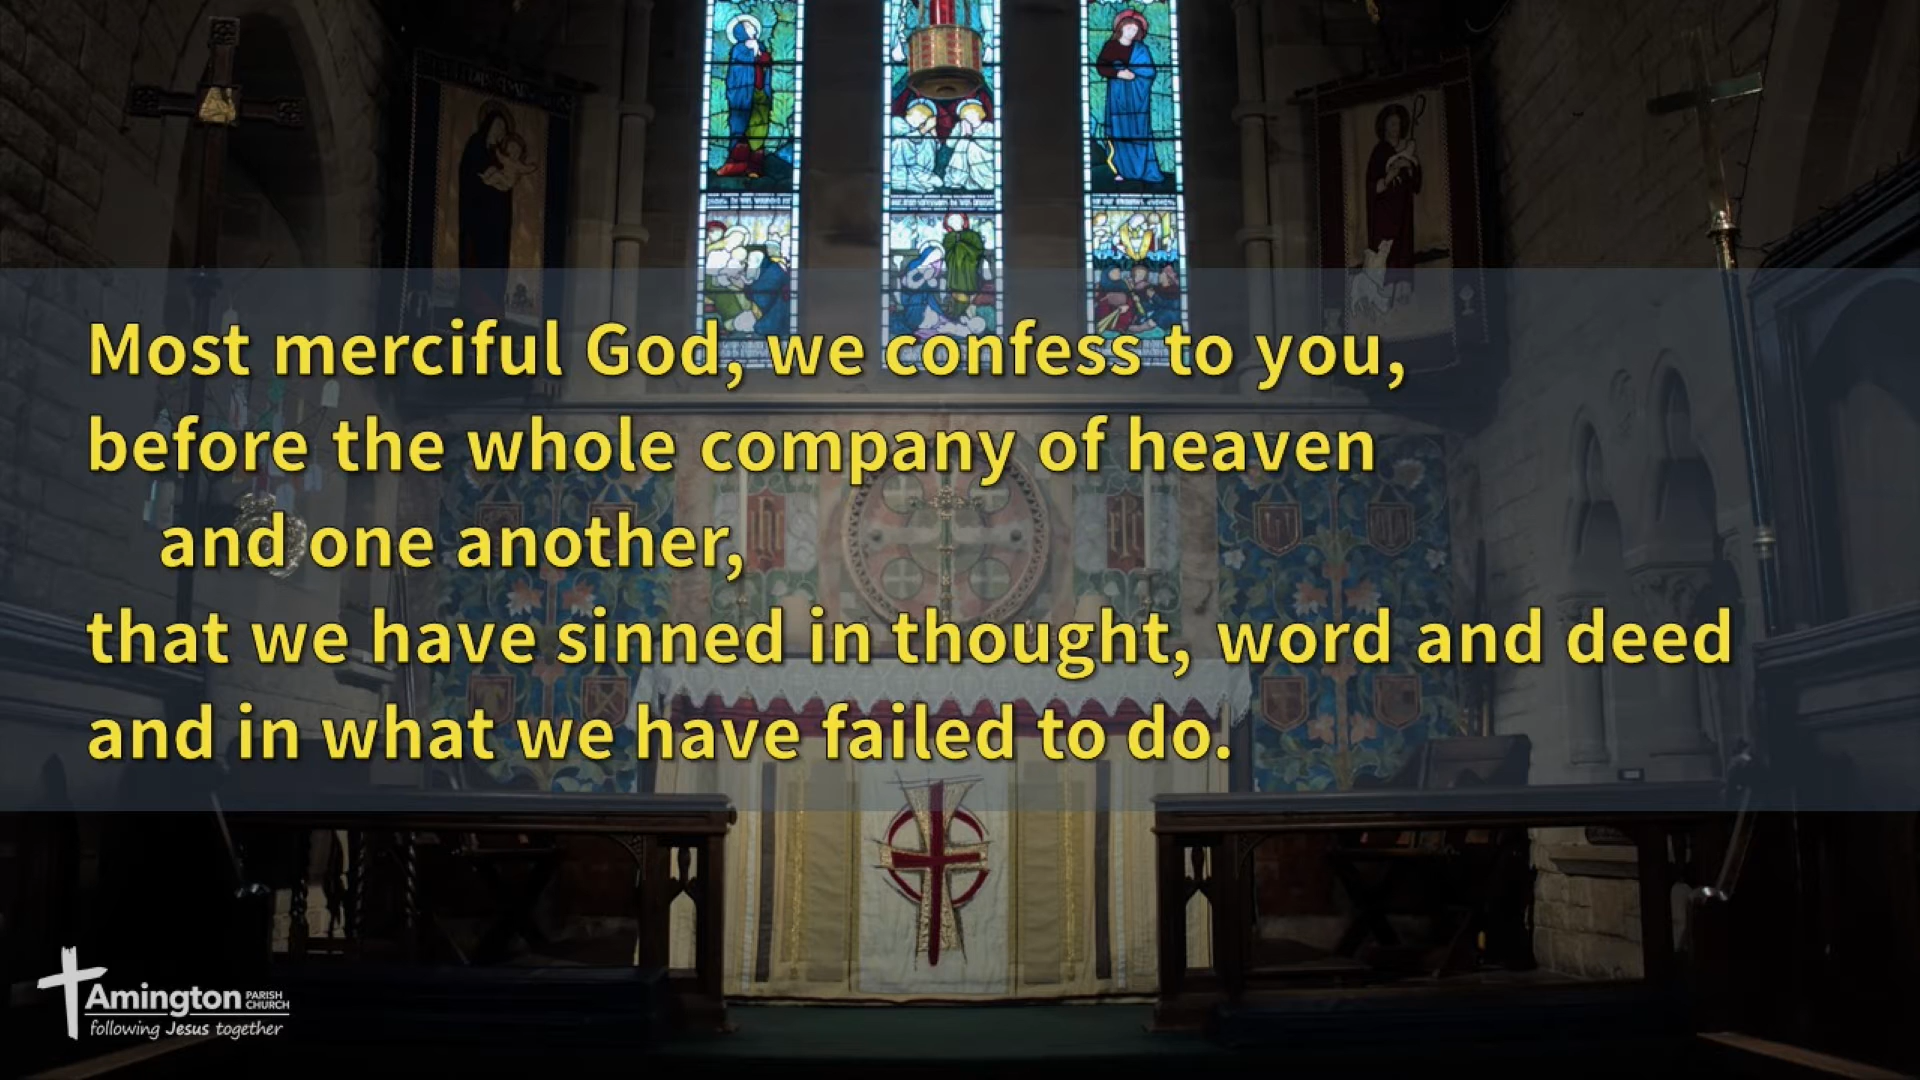 Most merciful God, we confess to you,
before the whole company of heaven
and one another,
that we have sinned in thought, word and deed
and in what we have failed to do.
Amington PARISH CHURCH
following Jesus together